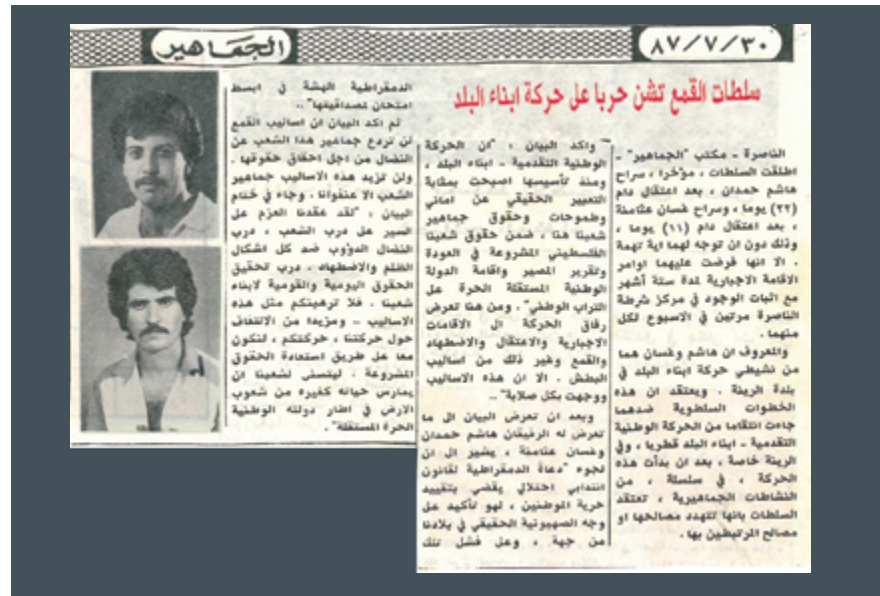 الجماهير
٨٧/٧/٣٠
سلطات القمع تشن حربا على حركة ابناء البلد
الناصرة - مكتب "الجماهير" -
اطلقت السلطات ، مؤخرا ، سراح
هاشم حمدان ، بعد اعتقال دام
(٢٢) يوما ، وسراح غسان عثامنة
، بعد اعتقال دام (١١) يوما ،
وذلك دون ان توجه لهما اية تهمة
. الا انها فرضت عليهما اوامر
الاقامة الاجبارية لمدة ستة أشهر
مع اثبات الوجود في مركز شرطة
الناصرة مرتين في الاسبوع لكل
منهما .
والمعروف ان هاشم وغسان هما
من نشيطي حركة ابناء البلد في
بلدة الرينة . ويعتقد ان هذه
الخطوات السلطوية ضدهما
جاءت انتقاما من الحركة الوطنية
التقدمية - ابناء البلد قطريا ، وفي
الرينة خاصة ، بعد ان بدأت هذه
الحركة ، في سلسلة ، من
النشاطات الجماهيرية ، تعتقد
السلطات بانها تتهدد مصالحها او
مصالح المرتبطين بها .
واكد البيان : "ان الحركة
الوطنية التقدمية - ابناء البلد ،
ومنذ تأسيسها اصبحت بمثابة
التعبير الحقيقي عن اماني
وطموحات وحقوق جماهير
شعبنا هنا ، ضمن حقوق شعبنا
الفلسطيني المشروعة في العودة
وتقرير المصير واقامة الدولة
الوطنية المستقلة الحرة على
التراب الوطني" . ومن هنا تعرض
رفاق الحركة الى الاقامات
الاجبارية والاعتقال والاضطهاد
والقمع وغير ذلك من اساليب
البطش . الا ان هذه الاساليب
ووجهت بكل صلابة" ..
وبعد ان تعرض البيان الى ما
تعرض له الرفيقان هاشم حمدان
وغسان عثامنة ، يشير الى ان
لجوء "دعاة الدمقراطية لقانون
انتدابي احتلالي يقضي بتقييد
حرية الموطنين ، لهو تأكيد على
وجه الصهيونية الحقيقي في بلادنا
من جهة ، وعلى فشل تلك
الدمقراطية الهشة في ابسط
امتحان لمصداقيتها" ..
ثم اكد البيان ان اساليب القمع
لن تردع جماهير هذا الشعب عن
النضال من اجل احقاق حقوقها .
ولن تزيد هذه الاساليب جماهير
الشعب الا عنفوانا . وجاء في ختام
البيان : "لقد عقدنا العزم على
السير على درب الشعب ، درب
النضال الدؤوب ضد كل اشكال
الظلم والاضطهاد ، درب تحقيق
الحقوق اليومية والقومية لابناء
شعبنا . فلا ترهبنكم مثل هذه
الاساليب - ومزيدا من الالتفاف
حول حركتنا ، حركتكم ، لنكون
معا على طريق استعادة الحقوق
المشروعة . ليتسنى لشعبنا ان
يمارس حياته كغيره من شعوب
الارض في اطار دولته الوطنية
الحرة المستقلة" .